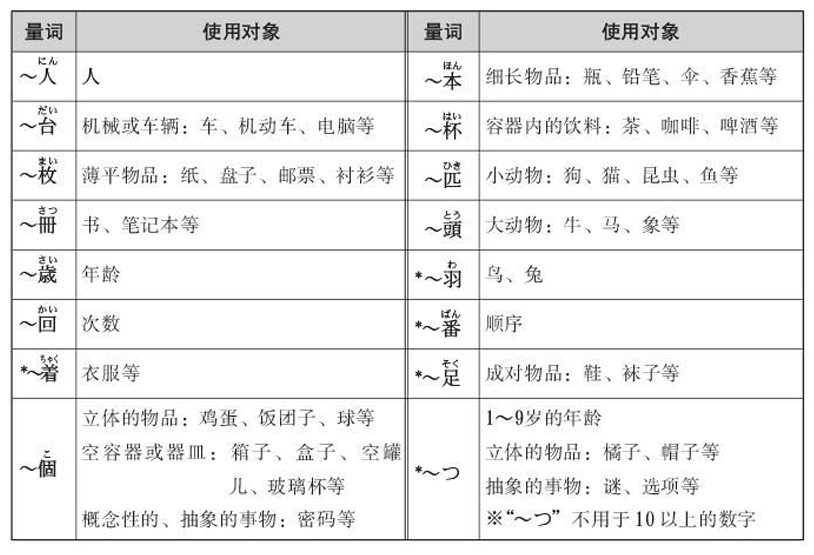 量词 使用对象 量词 使用对象
～人 人 ～本 细长物品：瓶、铅笔、伞、香蕉等
にん ほん
～台 机械或车辆：车、机动车、电脑等 ～杯 容器内的饮料：茶、咖啡、啤酒等
だい はい
～枚 薄平物品：纸、盘子、邮票、衬衫等 ～匹 小动物：狗、猫、昆虫、鱼等
まい ひき
～冊 书、笔记本等 ～頭 大动物：牛、马、象等
さつ とう
～歳 年龄 *～羽 鸟、兔
さい わ
～回 次数 *～番 顺序
かい ばん
*～着 衣服等 *～足 成对物品：鞋、袜子等
ちゃく そく
～個
こ
立体的物品：鸡蛋、饭团子、球等
空容器或器皿：箱子、盒子、空罐
儿、玻璃杯等
概念性的、抽象的事物：密码等
*～つ
1～9岁的年龄
立体的物品：橘子、帽子等
抽象的事物：谜、选项等
※“～つ”不用于10以上的数字